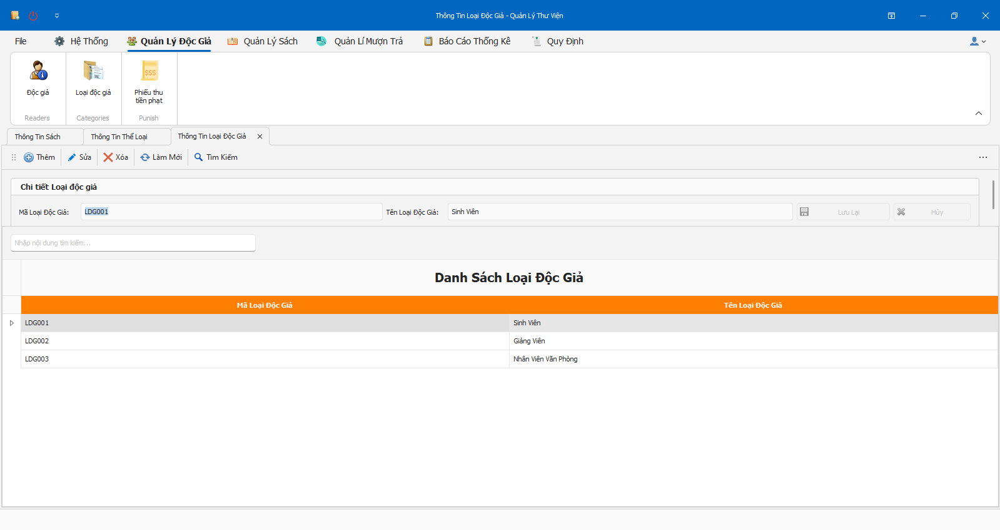 Thông Tin Loại Độc Giả - Quản Lý Thư Viện
File Hệ Thống Quản Lý Độc Giả Quản Lý Sách Quản Lí Mượn Trả Báo Cáo Thống Kê Quy Định
$$$
Độc giả Loại độc giả Phiếu thu tiền phạt
Readers Categories Punish
Thông Tin Sách Thông Tin Thể Loại Thông Tin Loại Độc Giả
Thêm Sửa Xóa Làm Mới Tìm Kiếm
Chi tiết Loại độc giả
Mã Loại Độc Giả: LDG001 Tên Loại Độc Giả: Sinh Viên Lưu Lại Hủy
Nhập nội dung tìm kiếm...
Danh Sách Loại Độc Giả
Mã Loại Độc Giả Tên Loại Độc Giả
LDG001 Sinh Viên
LDG002 Giảng Viên
LDG003 Nhân Viên Văn Phòng